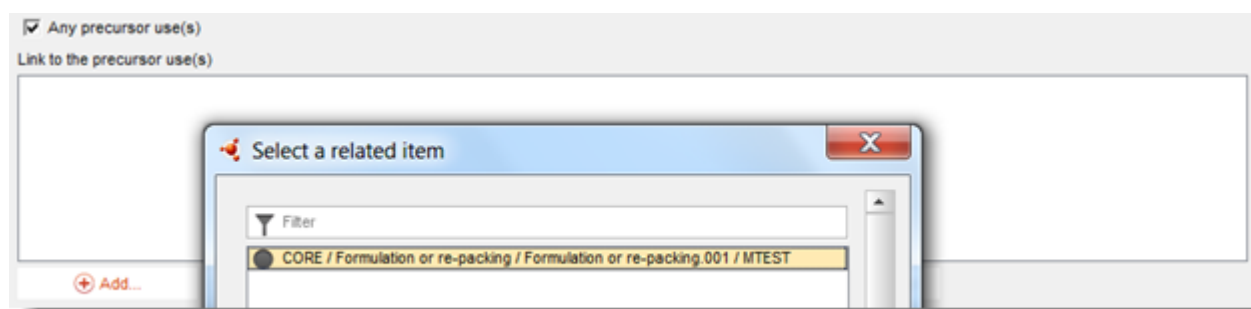 Any precursor use(s)
Link to the precursor use(s)
Select a related item
Filter
CORE / Formulation or re-packing / Formulation or re-packing.001 / MTEST
Add...